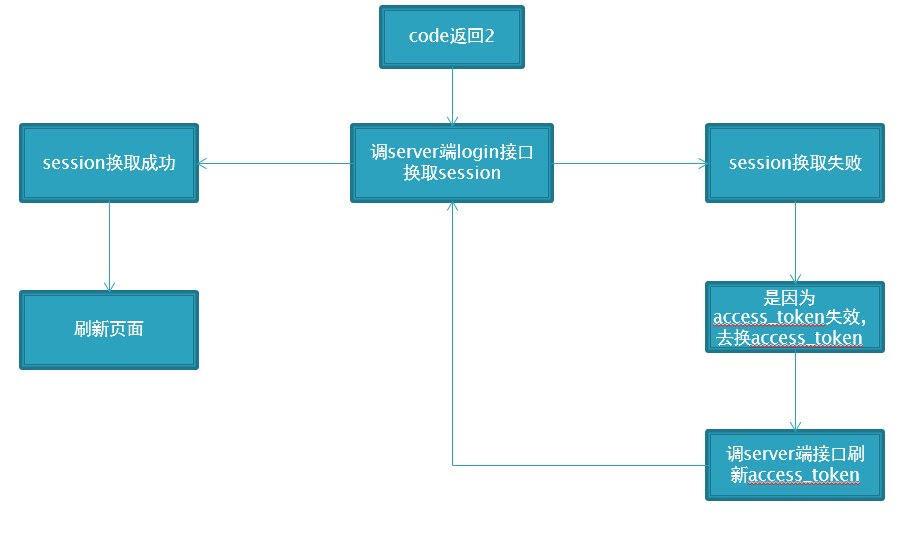 code返回2
调server端login接口
换取session
session换取成功
session换取失败
刷新页面
是因为
access_token失效，
去换access_token
调server端接口刷
新access_token